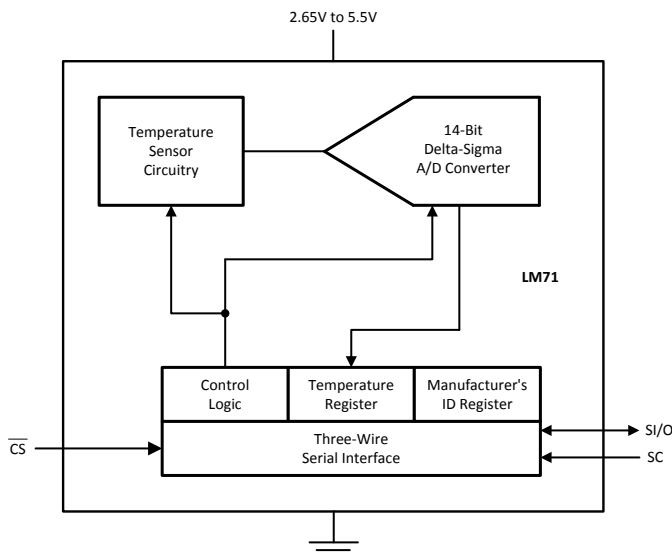 2.65V to 5.5V
Temperature
Sensor
Circuitry
14-Bit
Delta-Sigma
A/D Converter
LM71
Control
Logic
Temperature
Register
Manufacturer's
ID Register
Three-Wire
Serial Interface
CS
SI/O
SC